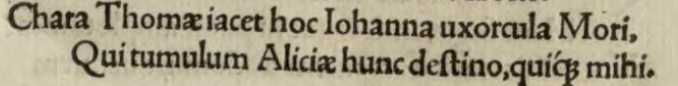 Chara Thomæ iacet hoc Iohanna uxorcula Mori,
Qui tumulum Aliciæ hunc destino, quiq́ꝫ mihi.